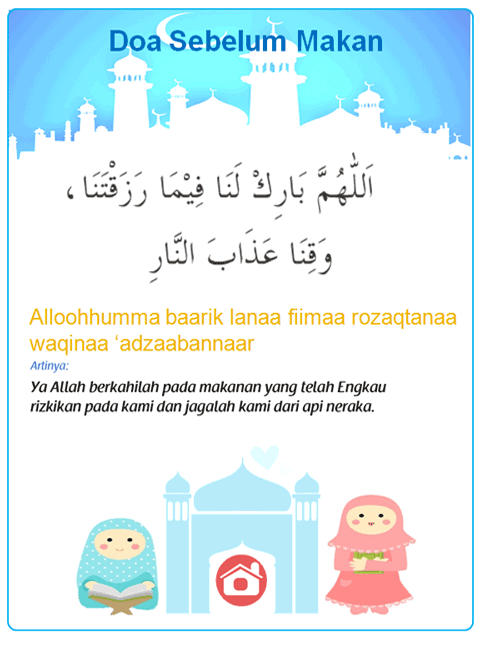 Doa Sebelum Makan
اَللّٰهُمَّ بَارِكْ لَنَا فِيْمَا رَزَقْتَنَا،
وَقِنَا عَذَابَ النَّارِ
Alloohhumma baarik lanaa fiimaa rozaqtanaa
waqinaa ‘adzaabannaar
Artinya:
Ya Allah berkahilah pada makanan yang telah Engkau
rizkikan pada kami dan jagalah kami dari api neraka.